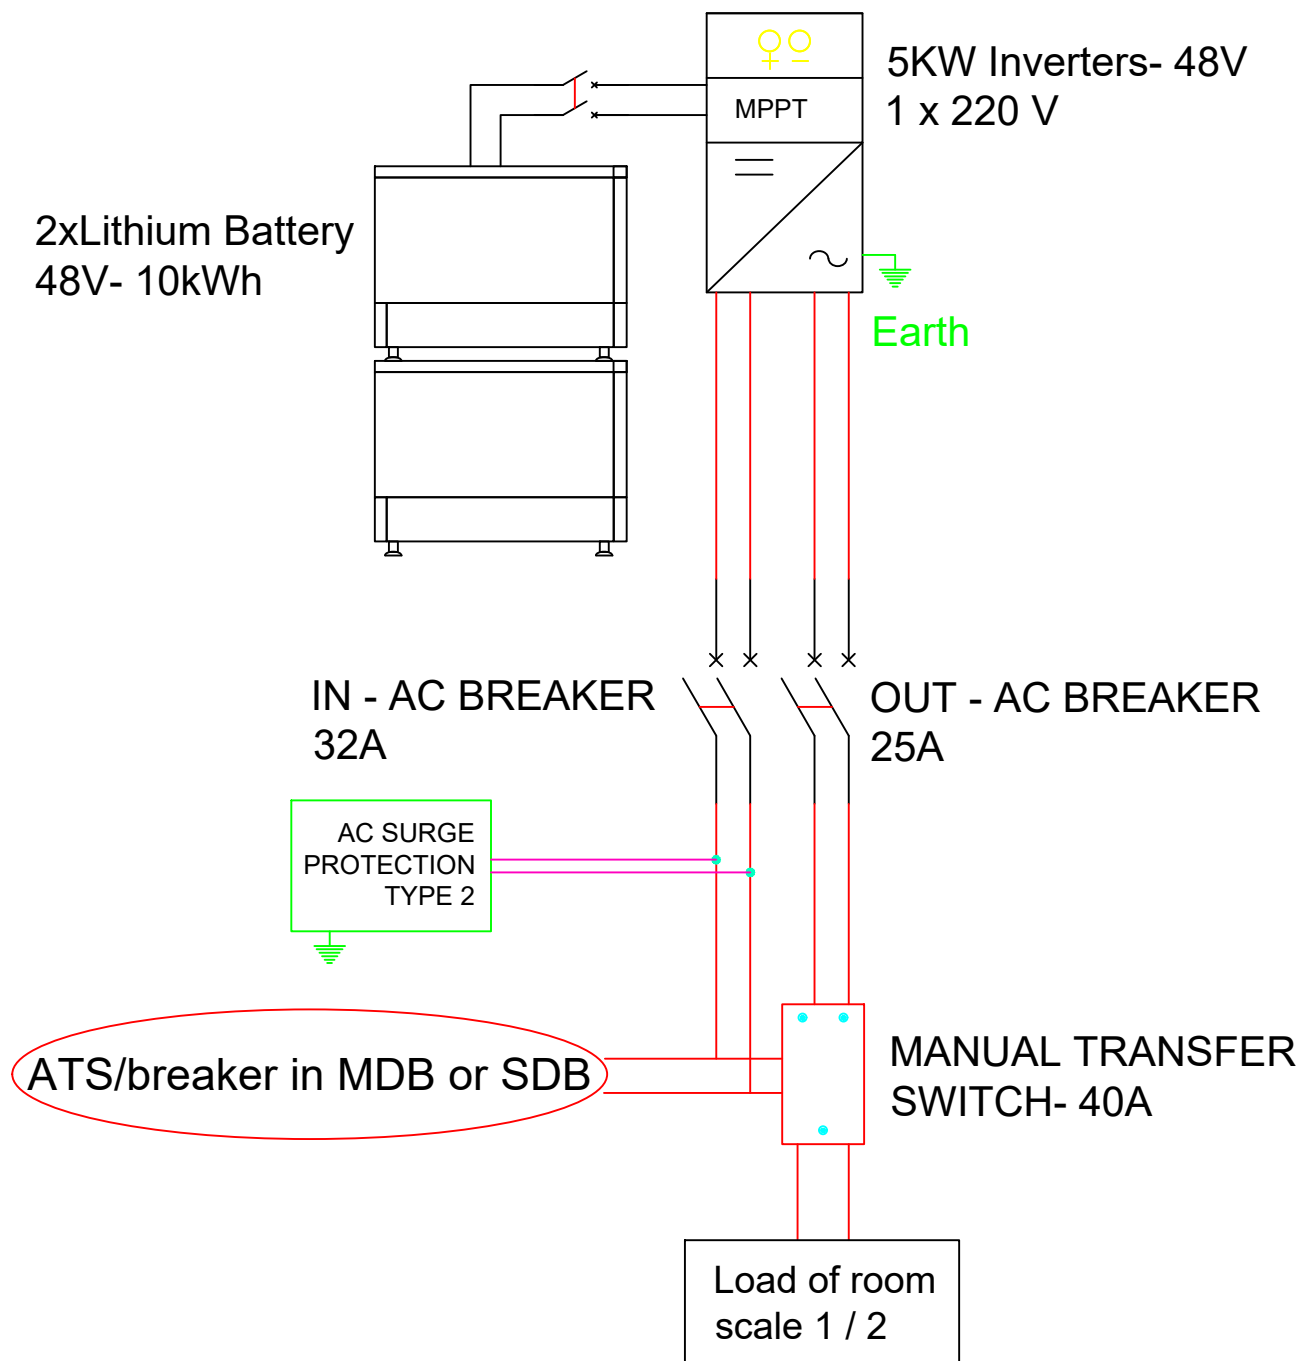 5KW Inverters- 48V
1 x 220 V
MPPT
2xLithium Battery
48V- 10kWh
Earth
IN - AC BREAKER
32A
OUT - AC BREAKER
25A
AC SURGE
PROTECTION
TYPE 2
ATS/breaker in MDB or SDB
MANUAL TRANSFER
SWITCH- 40A
Load of room
scale 1 / 2